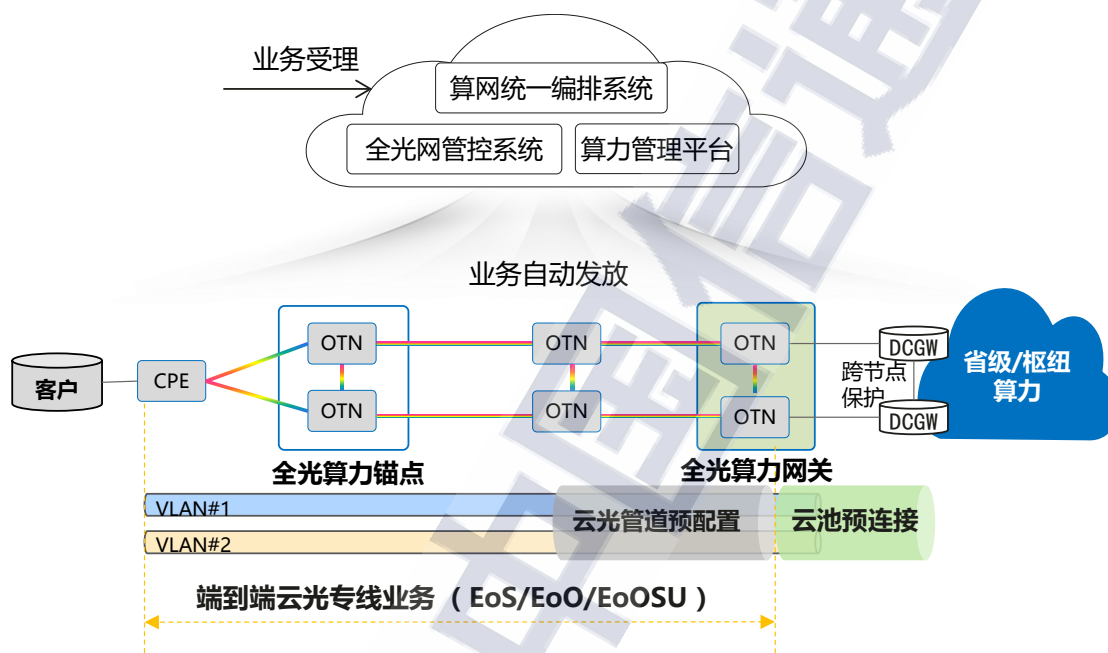 业务受理
算网统一编排系统
全光网管控系统
算力管理平台
业务自动发放
OTN
OTN
OTN
DCGW
客户
CPE
跨节点
保护
省级/枢纽
算力
OTN
OTN
OTN
DCGW
全光算力锚点
全光算力网关
VLAN#1
VLAN#2
云光管道预配置
云池预连接
端到端云光专线业务 （ EoS/EoO/EoOSU ）
中国信通